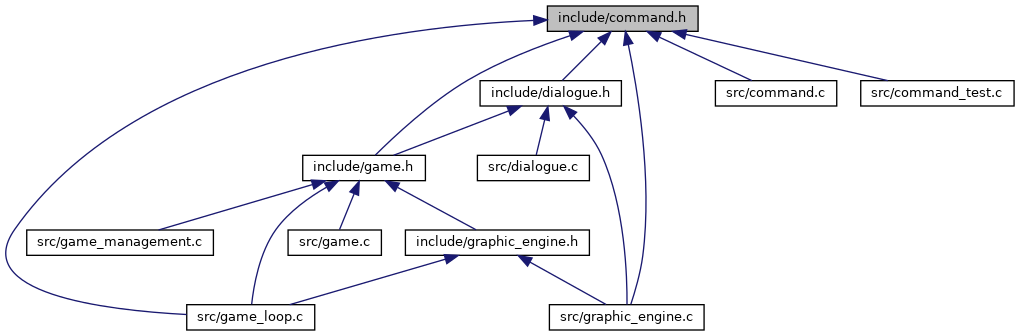 include/command.h
include/dialogue.h
src/command.c
src/command_test.c
include/game.h
src/dialogue.c
src/game_management.c
src/game.c
include/graphic_engine.h
src/game_loop.c
src/graphic_engine.c